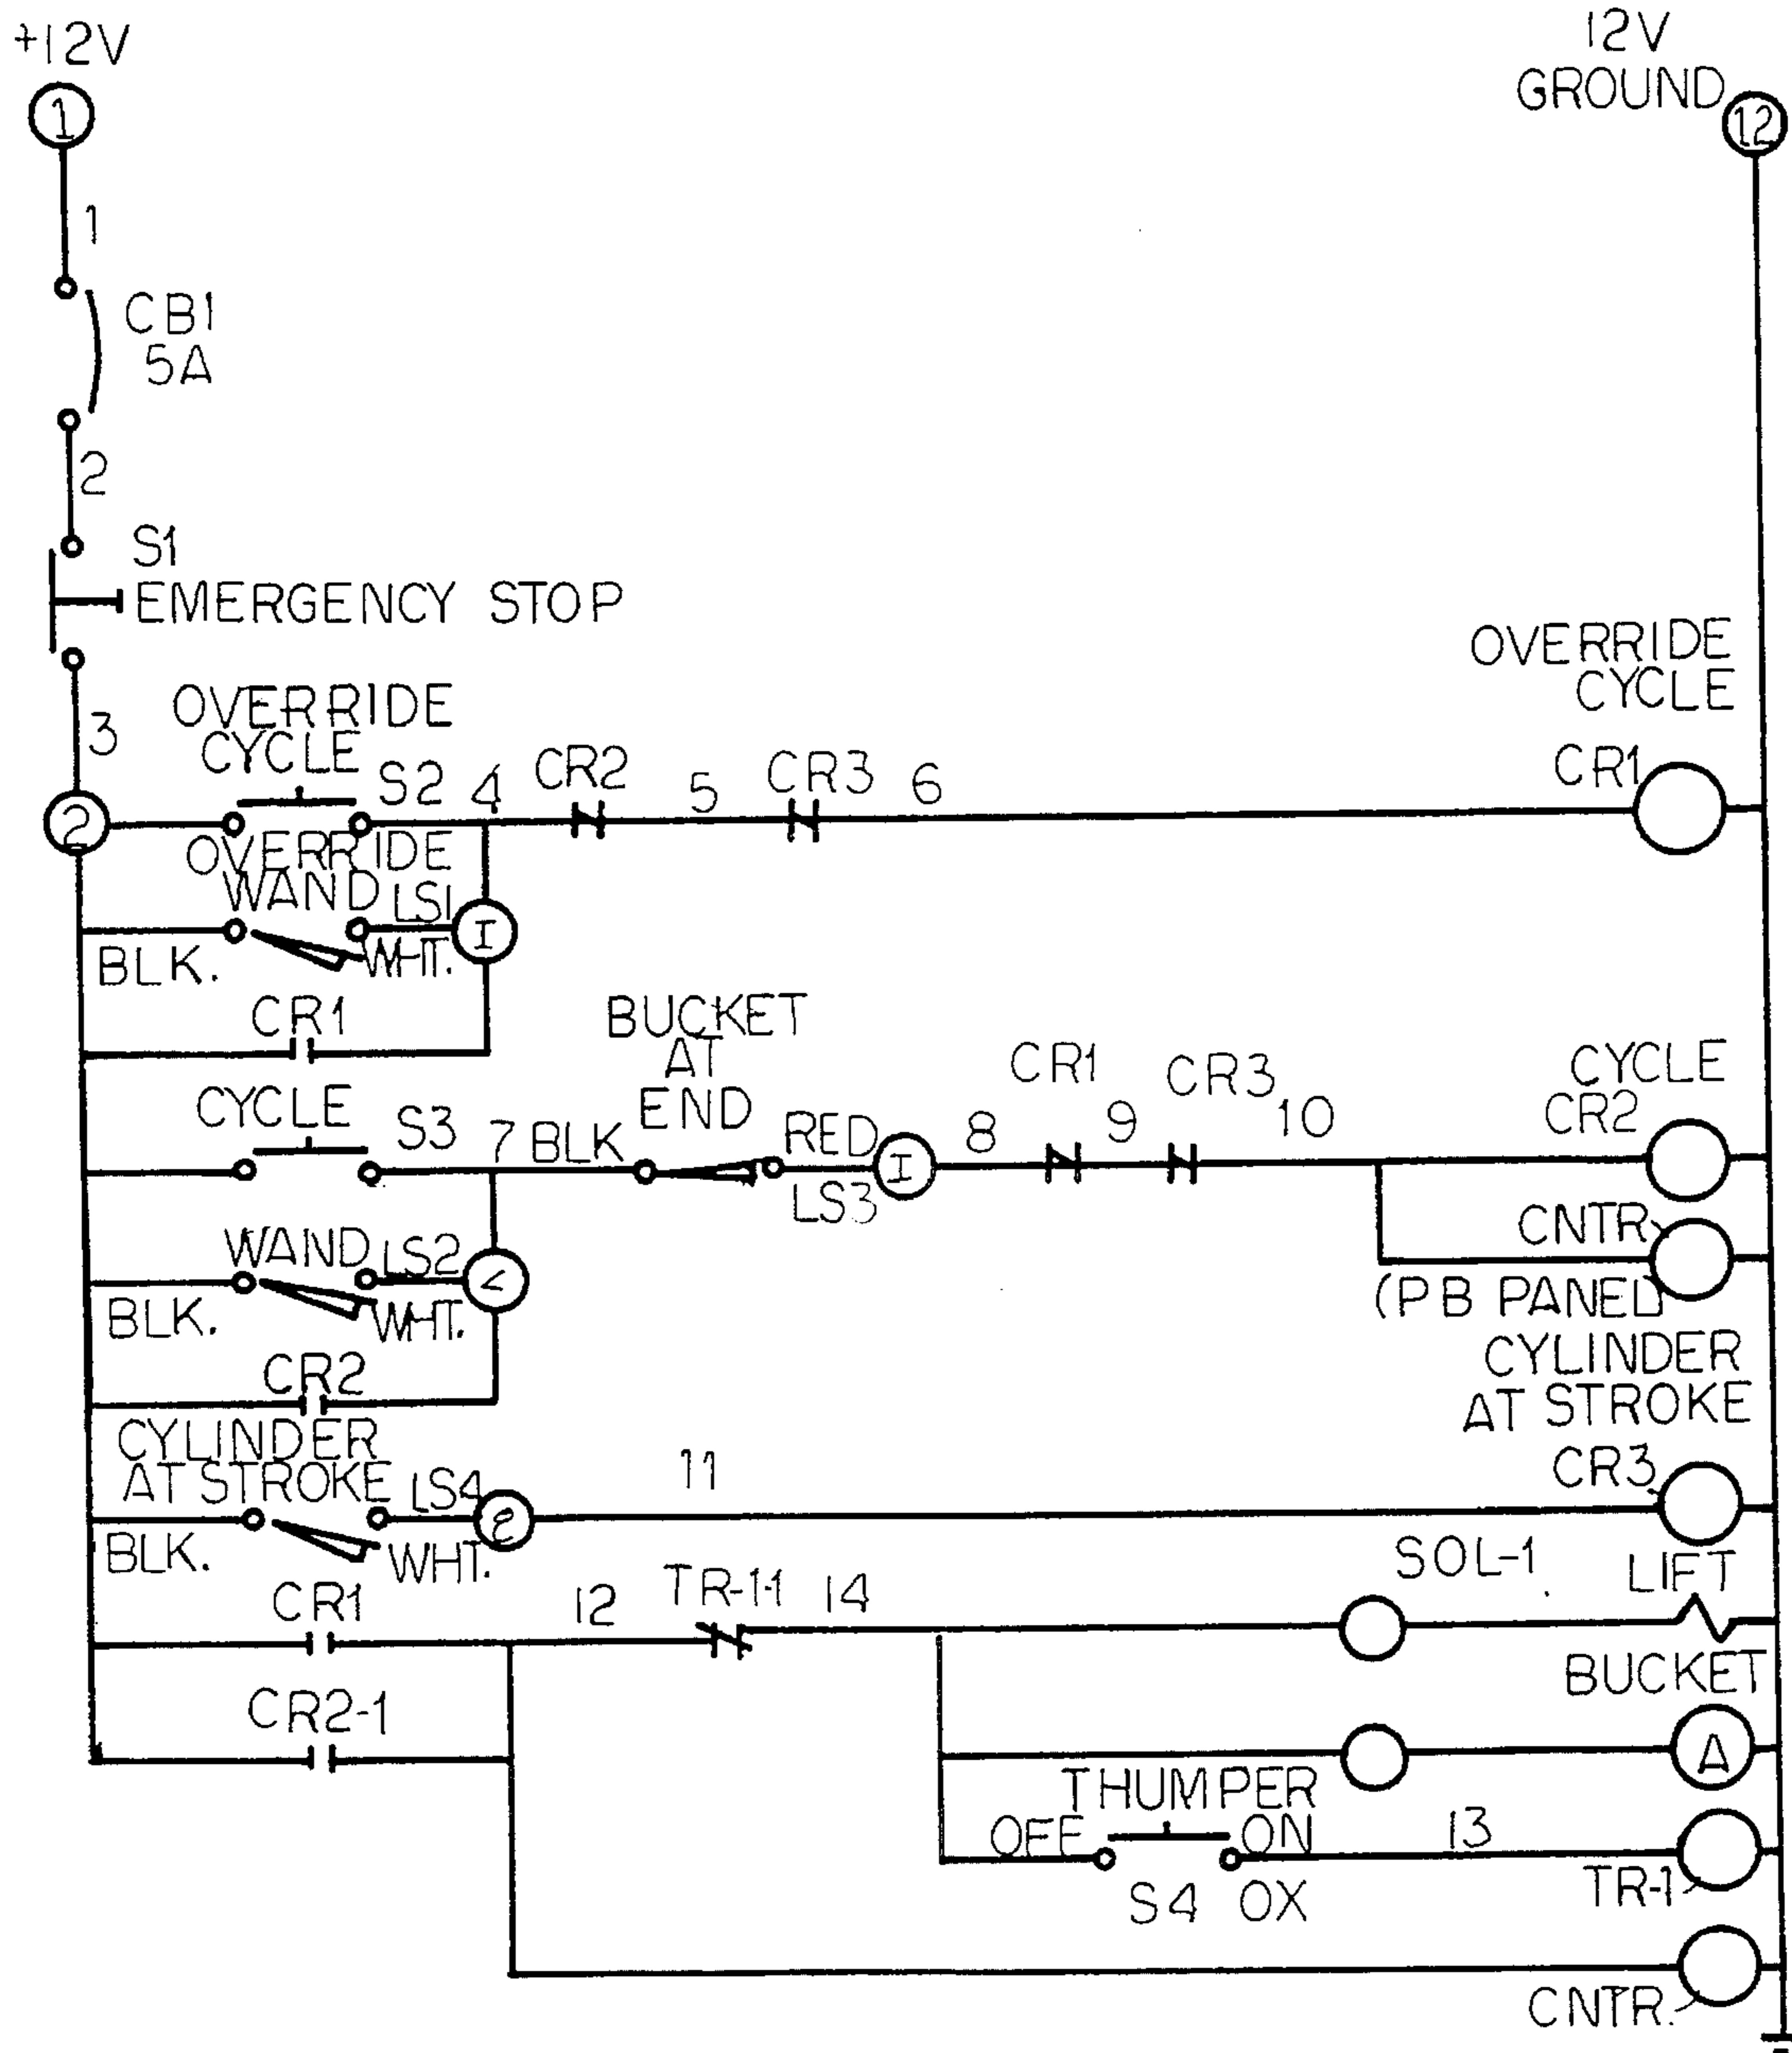 +12V
12V
GROUND
1
12
1
CB1
5A
2
S1
EMERGENCY STOP
3
OVERRIDE
CYCLE
OVERRIDE
CYCLE
2
S2
4
CR2
5
CR3
6
CR1
OVERRIDE
WAND LS1
I
BLK.
WHT.
CR1
BUCKET
AT
END
CYCLE
S3
7
BLK
RED
LS3
I
8
CR1
9
CR3
10
CYCLE
CR2
WAND LS2
BLK.
WHT.
CNTR
(PB PANEL)
CR2
CYLINDER
AT STROKE
CYLINDER
AT STROKE
LS4
BLK.
WHT.
11
CR3
CR1
12
TR-1-1
14
SOL-1
LIFT
BUCKET
CR2-1
A
THUMPER
OFF
ON
S4 OX
13
TR-1
CNTR.